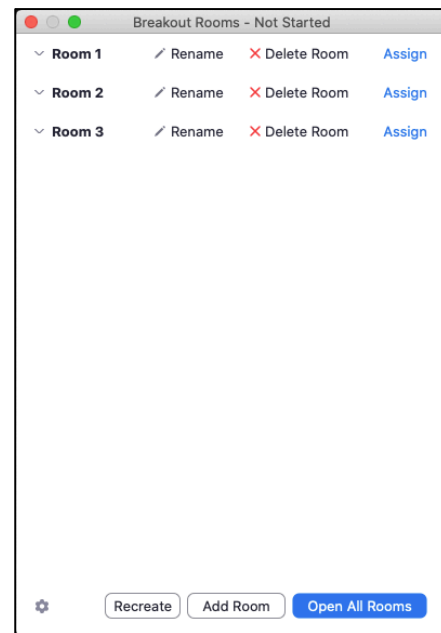 Breakout Rooms - Not Started
Room 1 Rename Delete Room Assign
Room 2 Rename Delete Room Assign
Room 3 Rename Delete Room Assign
Recreate Add Room Open All Rooms